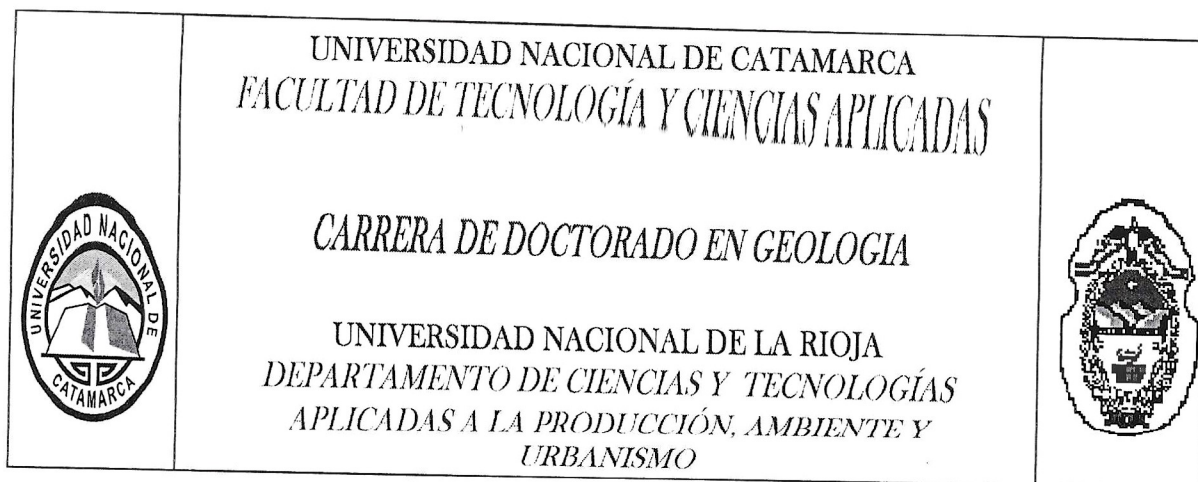 UNIVERSIDAD NACIONAL DE CATAMARCA
FACULTAD DE TECNOLOGÍA Y CIENCIAS APLICADAS
CARRERA DE DOCTORADO EN GEOLOGIA
UNIVERSIDAD NACIONAL DE LA RIOJA
DEPARTAMENTO DE CIENCIAS Y TECNOLOGÍAS
APLICADAS A LA PRODUCCIÓN, AMBIENTE Y
URBANISMO
UNIVERSIDAD NACIONAL DE
CATAMARCA